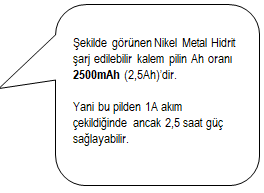 Şekilde görünen Nikel Metal Hidrit
şarj edilebilir kalem pilin Ah oranı
2500mAh (2,5Ah)'dir.
Yani bu pilden 1A akım
çekildiğinde ancak 2,5 saat güç
sağlayabilir.